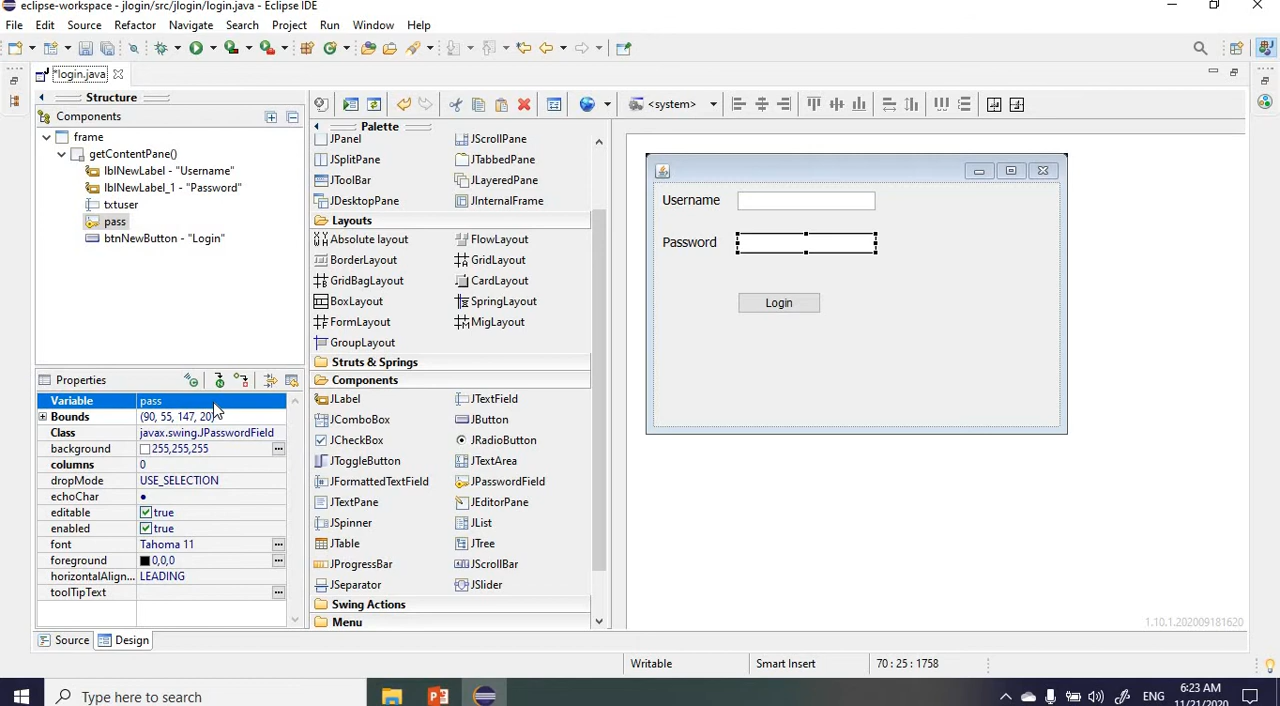 eclipse-workspace - jlogin/src/jlogin/login.java - Eclipse IDE
File Edit Source Refactor Navigate Search Project Run Window Help
*login.java
Structure
Components
frame
getContentPane()
lblNewLabel - "Username"
lblNewLabel_1 - "Password"
txtuser
pass
btnNewButton - "Login"
Properties
Variable pass
Bounds (90, 55, 147, 20)
Class javax.swing.JPasswordField
background 255,255,255
columns 0
dropMode USE_SELECTION
echoChar ●
editable true
enabled true
font Tahoma 11
foreground 0,0,0
horizontalAlign... LEADING
toolTipText
Source Design
<system>
Palette
JPanel JScrollPane
JSplitPane JTabbedPane
JToolBar JLayeredPane
JDesktopPane JInternalFrame
Layouts
Absolute layout FlowLayout
BorderLayout GridLayout
GridBagLayout CardLayout
BoxLayout SpringLayout
FormLayout MigLayout
GroupLayout
Struts & Springs
Components
JLabel JTextField
JComboBox JButton
JCheckBox JRadioButton
JToggleButton JTextArea
JFormattedTextField JPasswordField
JTextPane JEditorPane
JSpinner JList
JTable JTree
JProgressBar JScrollBar
JSeparator JSlider
Swing Actions
Menu
Username
Password
Login
1.10.1.202009181620
Writable Smart Insert 70 : 25 : 1758
Type here to search
ENG
6:23 AM
11/21/2020